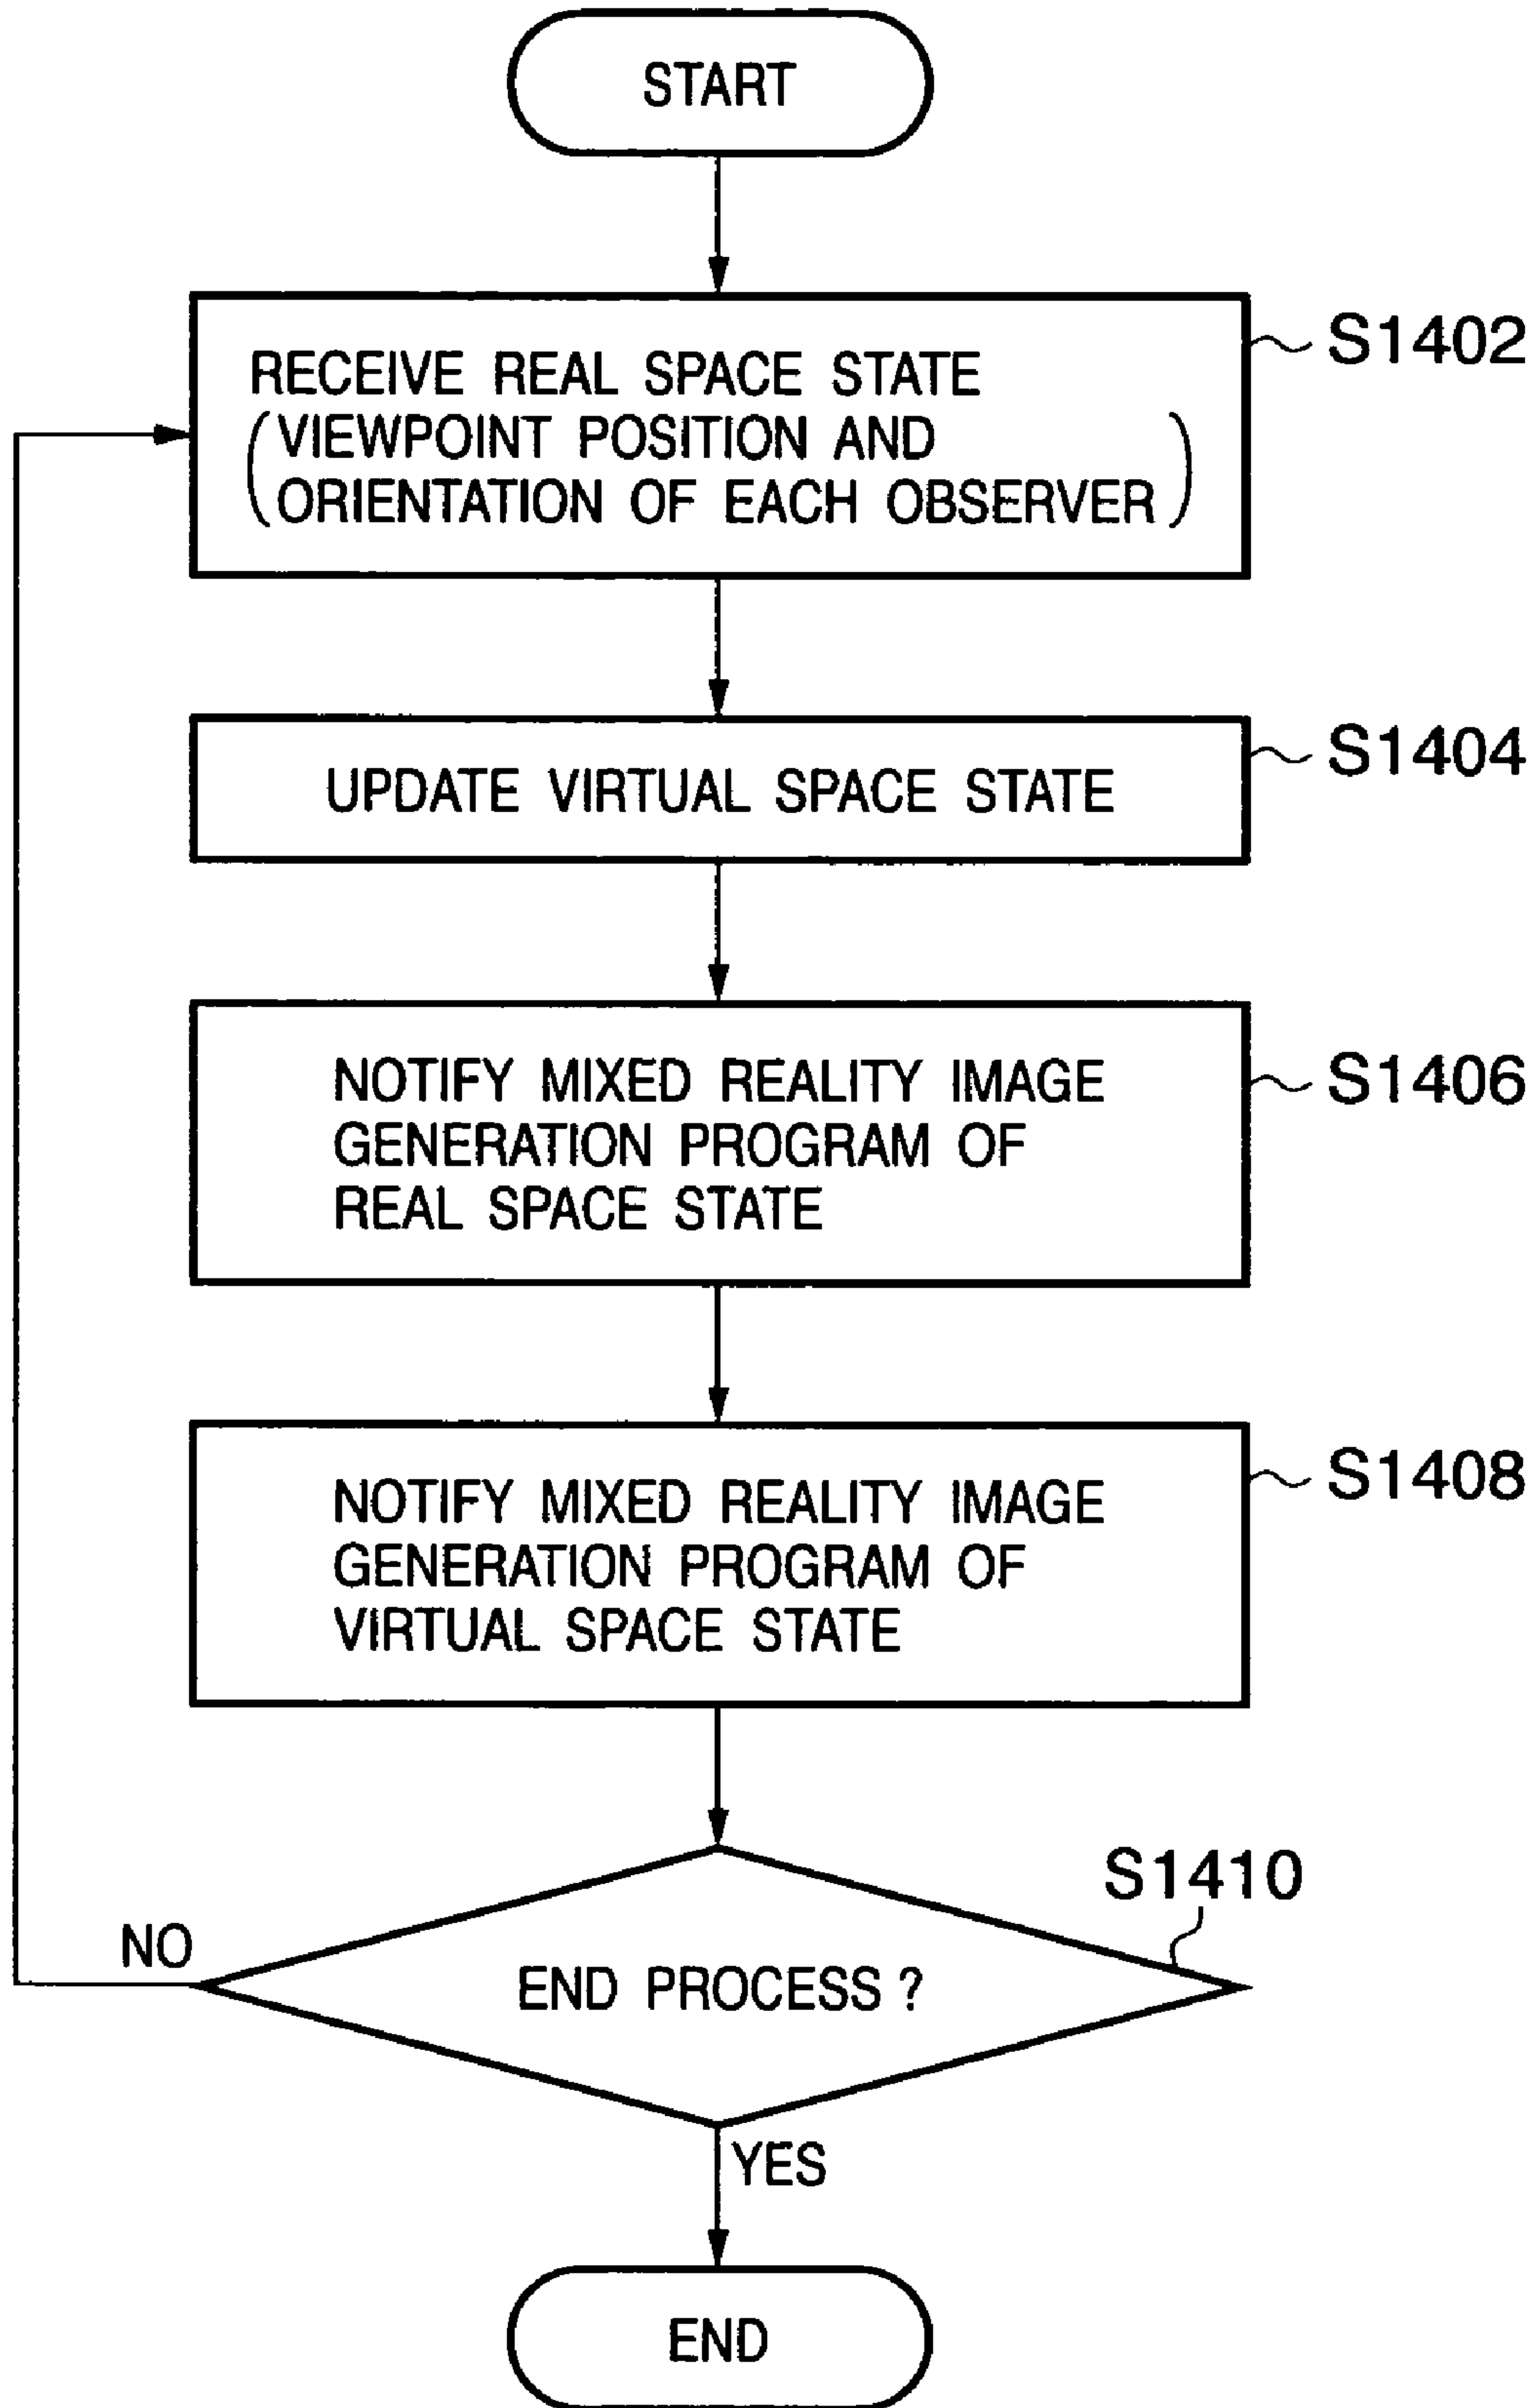 START
S1402
RECEIVE REAL SPACE STATE
(VIEWPOINT POSITION AND
ORIENTATION OF EACH OBSERVER)
S1404
UPDATE VIRTUAL SPACE STATE
S1406
NOTIFY MIXED REALITY IMAGE
GENERATION PROGRAM OF
REAL SPACE STATE
S1408
NOTIFY MIXED REALITY IMAGE
GENERATION PROGRAM OF
VIRTUAL SPACE STATE
S1410
NO
END PROCESS ?
YES
END